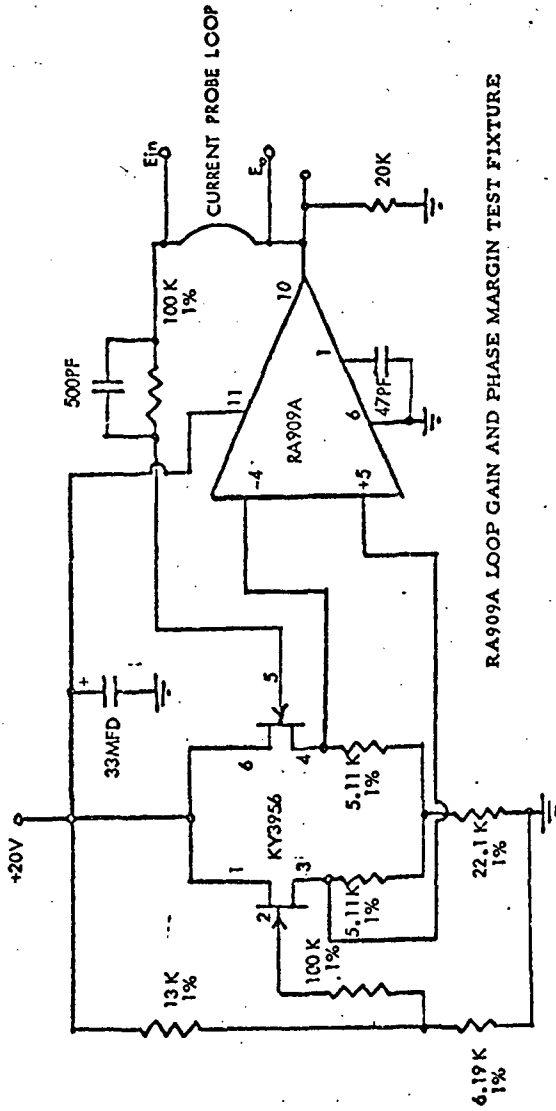 +20V
33MFD
13 K
1%
100 K
.1%
6.19 K
1%
22.1 K
1%
5.11 K
1%
5.11 K
1%
KY3956
1
2
3
4
5
6
500PF
100 K
1%
Ein
CURRENT PROBE LOOP
Eo
11
-4
+5
RA909A
10
1
6
47PF
20K
RA909A LOOP GAIN AND PHASE MARGIN TEST FIXTURE